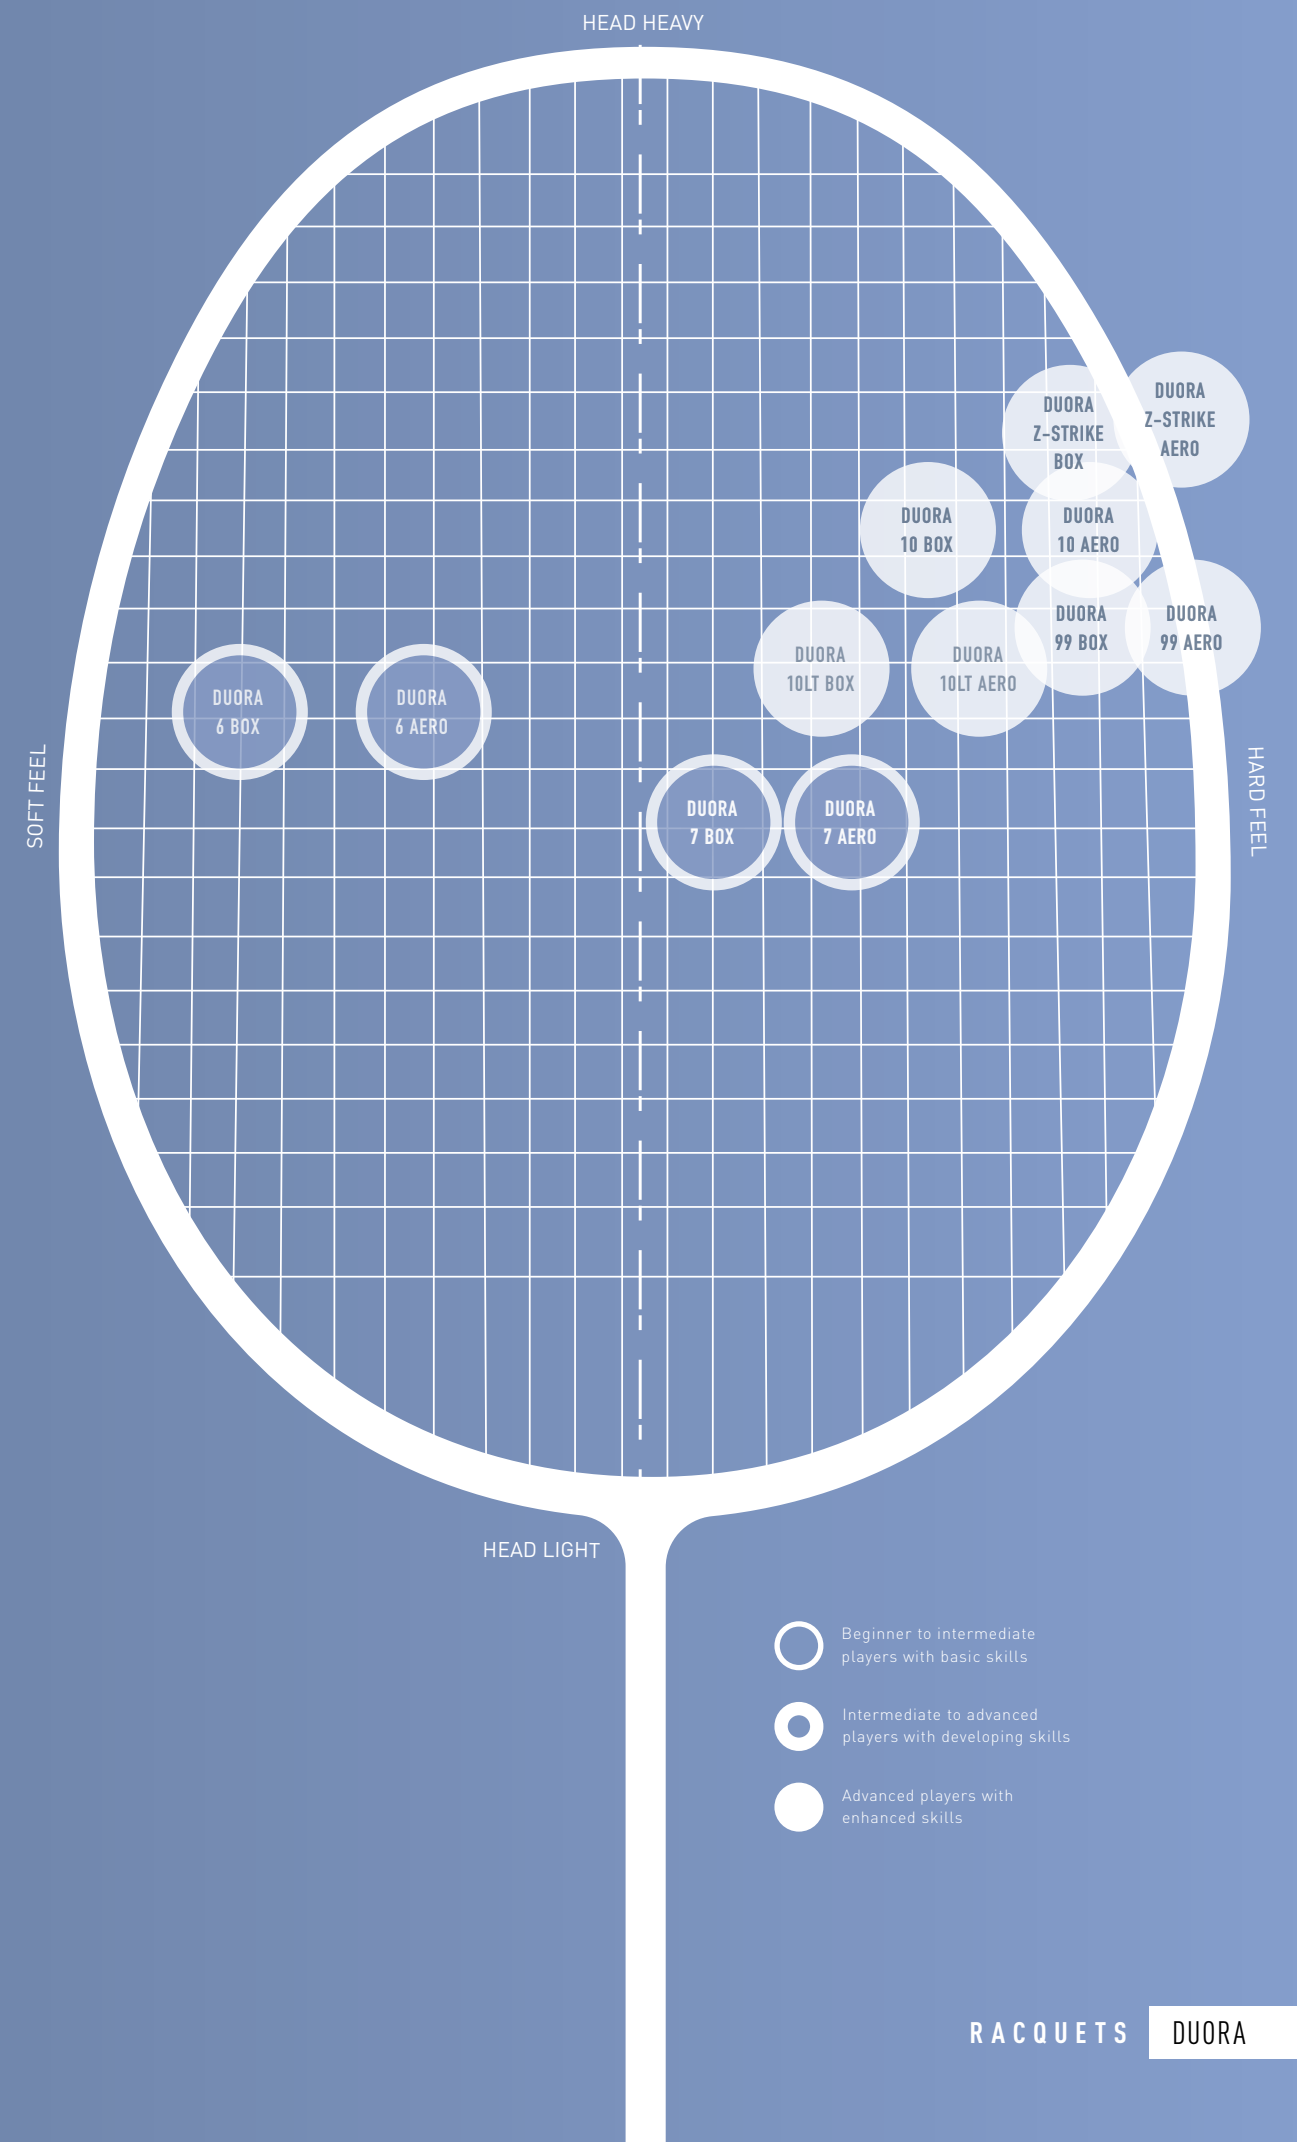 HEAD HEAVY
DUORA
Z-STRIKE
BOX
DUORA
Z-STRIKE
AERO
DUORA
10 BOX
DUORA
10 AERO
DUORA
99 BOX
DUORA
99 AERO
DUORA
10LT BOX
DUORA
10LT AERO
DUORA
6 BOX
DUORA
6 AERO
SOFT FEEL
HARD FEEL
DUORA
7 BOX
DUORA
7 AERO
HEAD LIGHT
Beginner to intermediate
players with basic skills
Intermediate to advanced
players with developing skills
Advanced players with
enhanced skills
RACQUETS DUORA